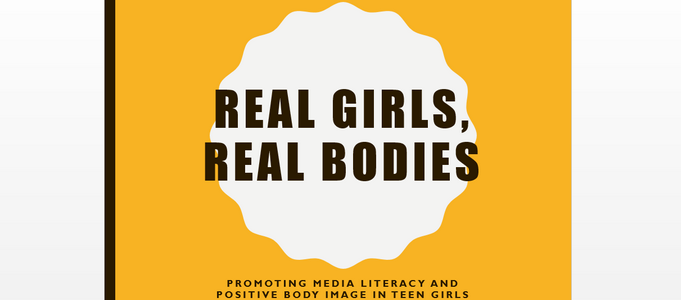 REAL GIRLS,
REAL BODIES
PROMOTING MEDIA LITERACY AND
POSITIVE BODY IMAGE IN TEEN GIRLS